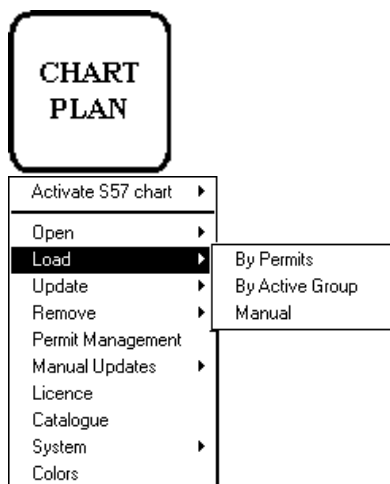 CHART
PLAN
Activate S57 chart
Open
Load
By Permits
Update
By Active Group
Remove
Manual
Permit Management
Manual Updates
Licence
Catalogue
System
Colors